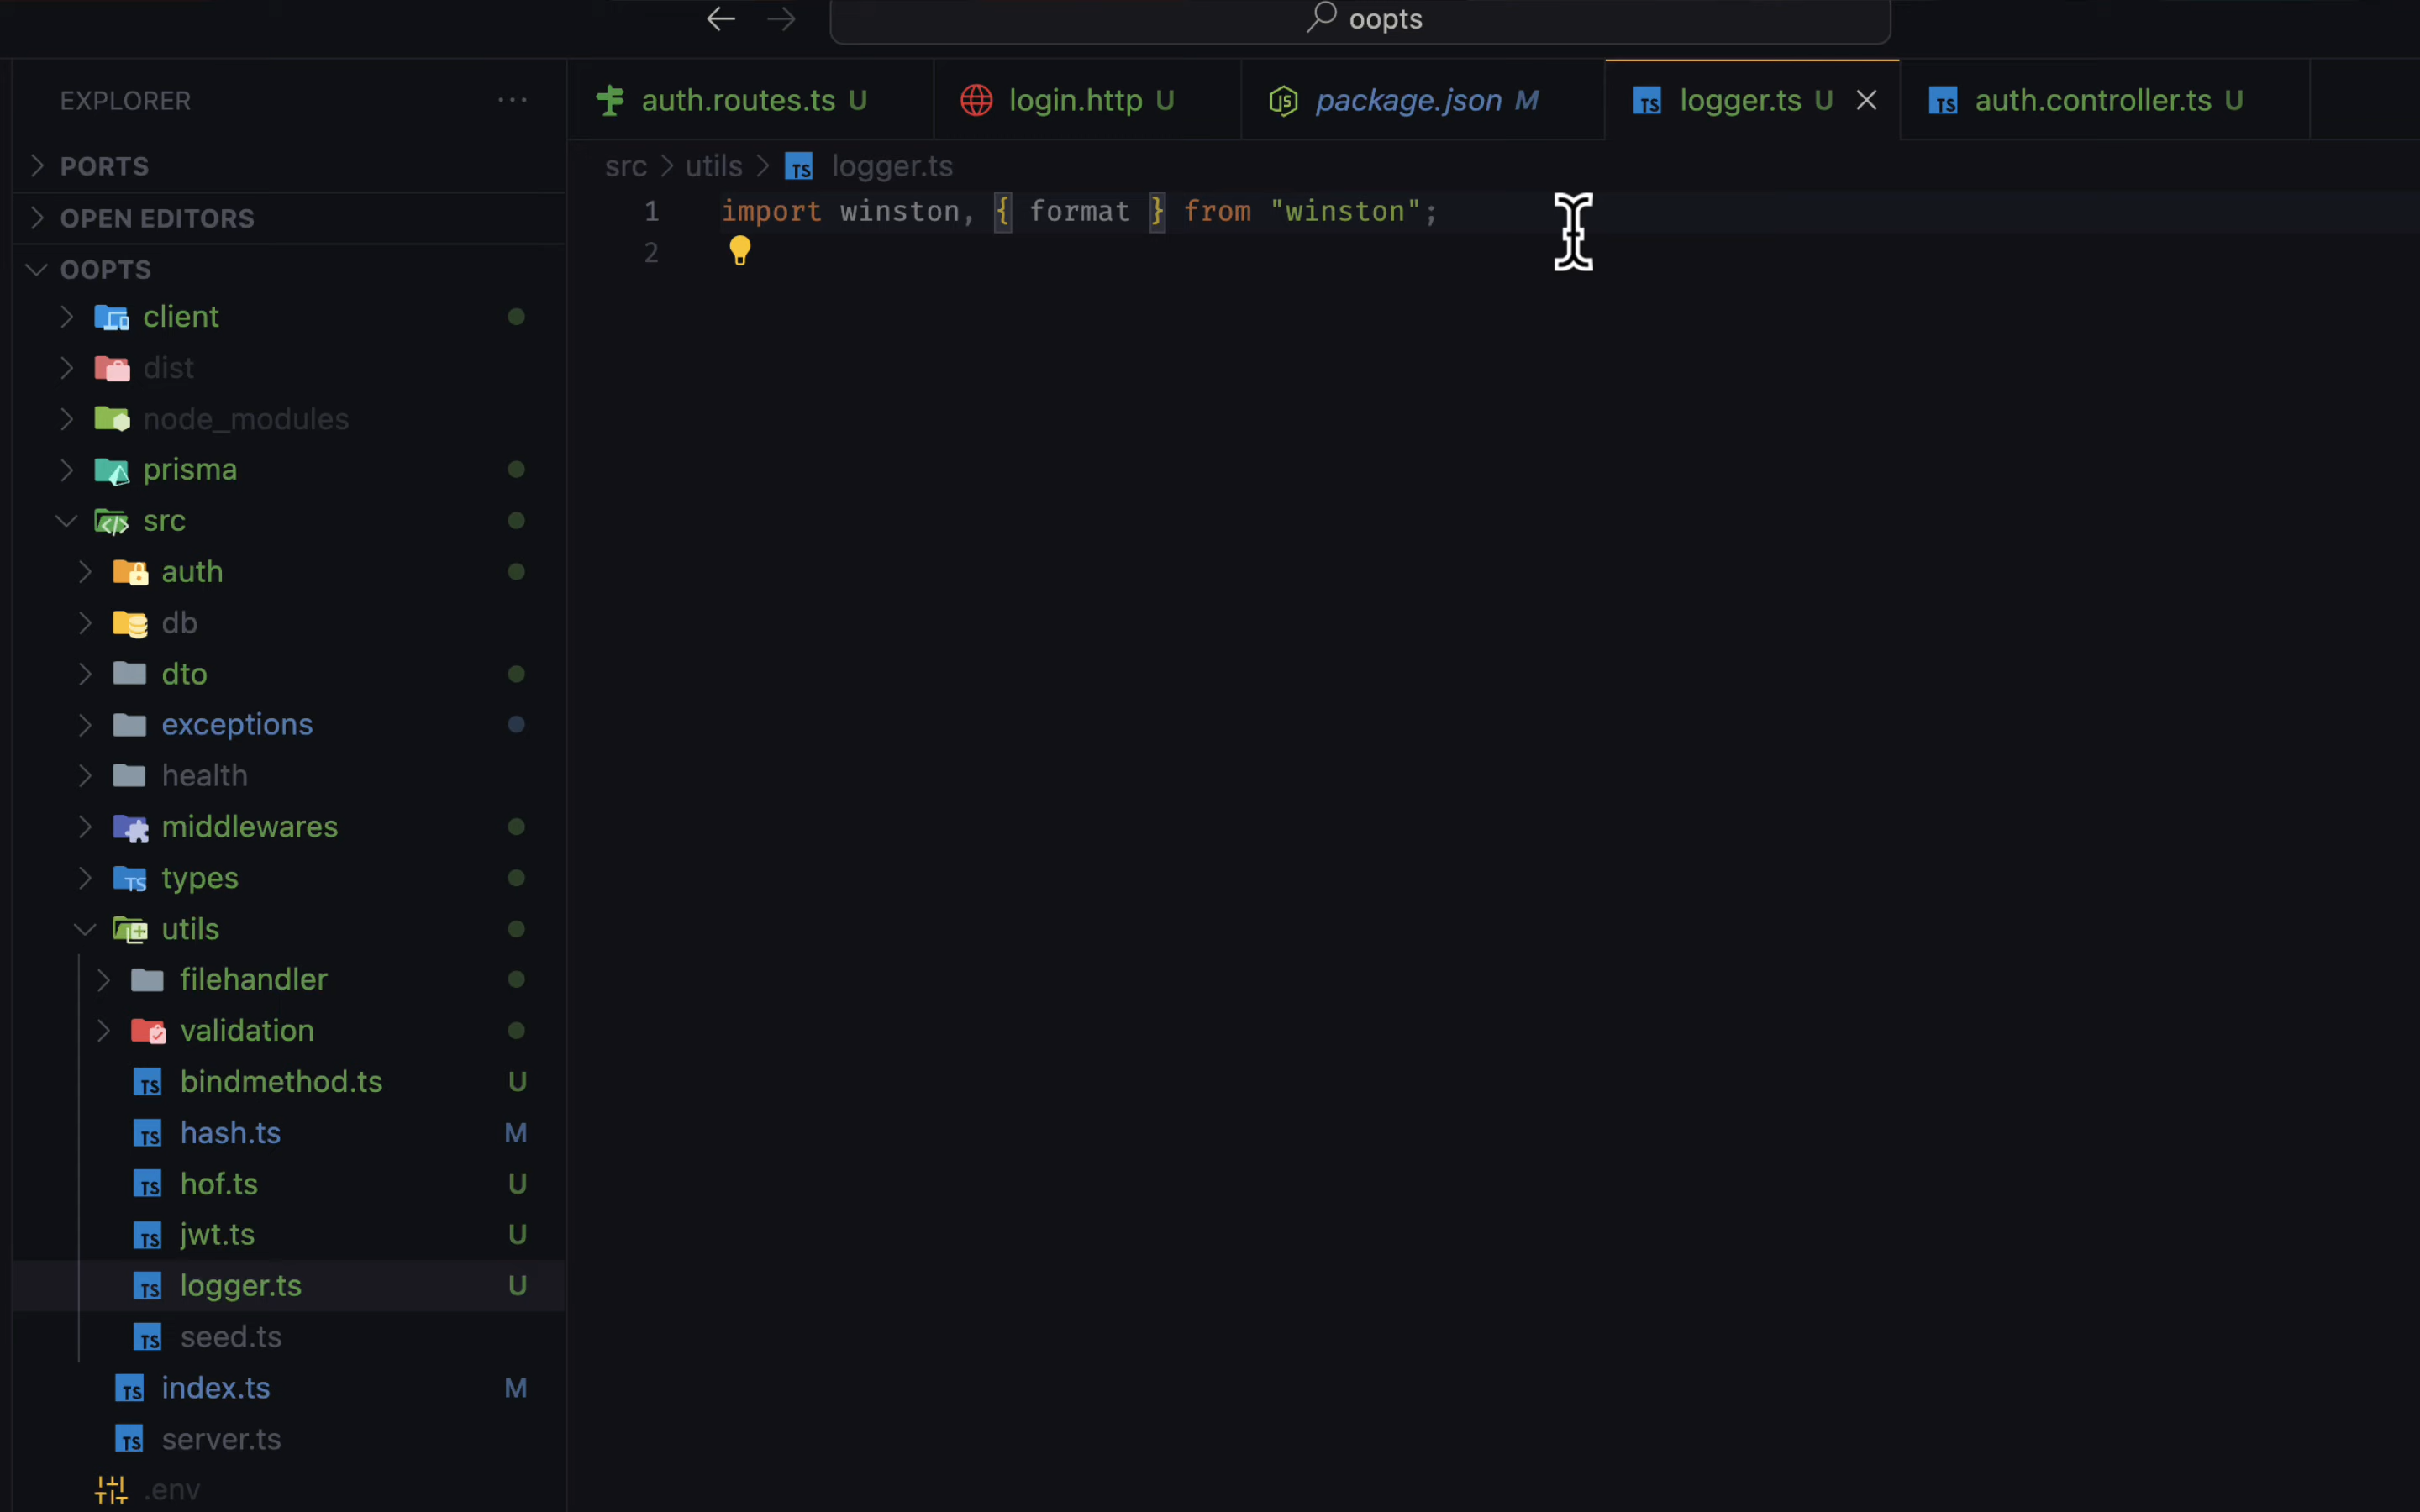 oopts
EXPLORER
auth.routes.ts U
login.http U
package.json M
logger.ts U
auth.controller.ts U
PORTS
OPEN EDITORS
OOPTS
client
dist
node_modules
prisma
src
auth
db
dto
exceptions
health
middlewares
types
utils
filehandler
validation
bindmethod.ts U
hash.ts M
hof.ts U
jwt.ts U
logger.ts U
seed.ts
index.ts M
server.ts
.env
src > utils > TS logger.ts
1 import winston, { format } from "winston";
2